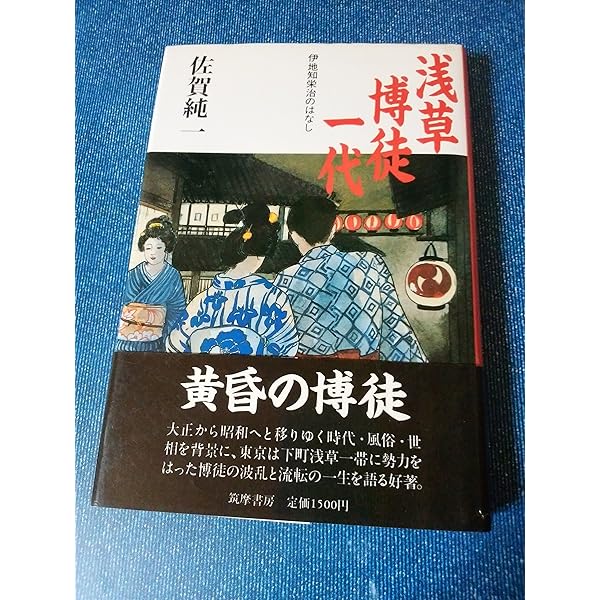 浅草
博徒
一代
伊地知栄治のはなし
佐賀純一
黄昏の博徒
大正から昭和へと移りゆく時代・風俗・世
相を背景に、東京は下町浅草一帯に勢力を
はった博徒の波乱と流転の一生を語る好著。
筑摩書房 定価1500円